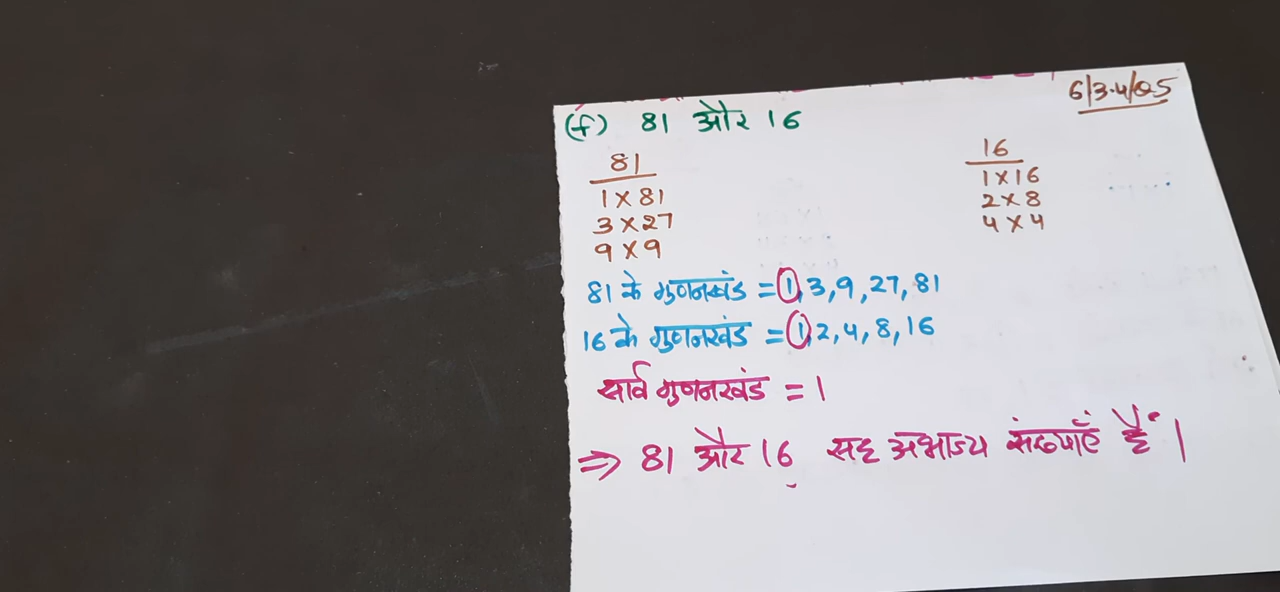 6/3.4/Q5
(f) 81 और 16
81
1 X 81
3 X 27
9 X 9
16
1 X 16
2 X 8
4 X 4
81 के गुणनखंड = 1, 3, 9, 27, 81
16 के गुणनखंड = 1, 2, 4, 8, 16
सार्व गुणनखंड = 1
⇒ 81 और 16 सह अभाज्य संख्याएँ हैं।